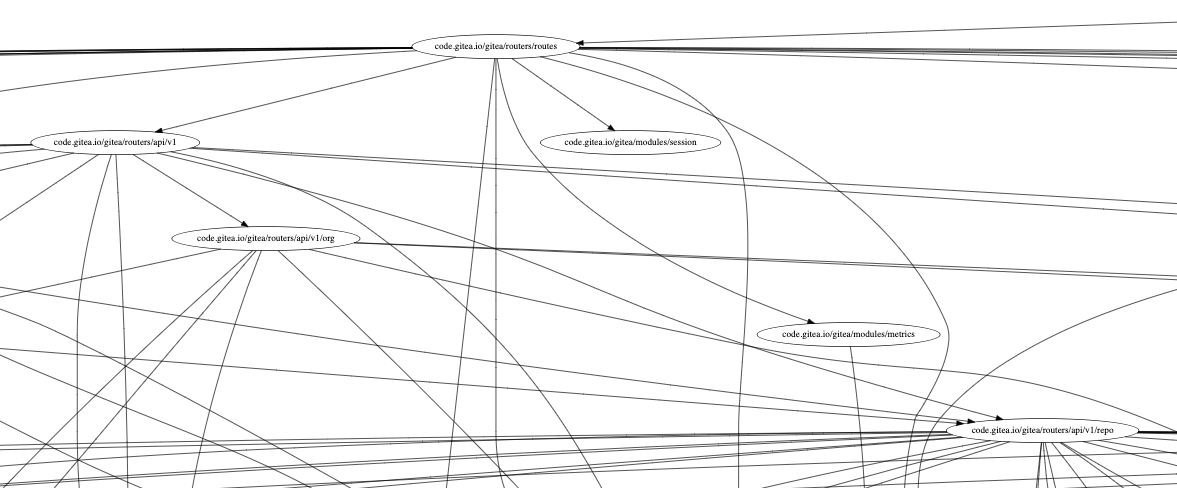 code.gitea.io/gitea/routers/routes
code.gitea.io/gitea/routers/api/v1
code.gitea.io/gitea/modules/session
code.gitea.io/gitea/routers/api/v1/org
code.gitea.io/gitea/modules/metrics
code.gitea.io/gitea/routers/api/v1/repo